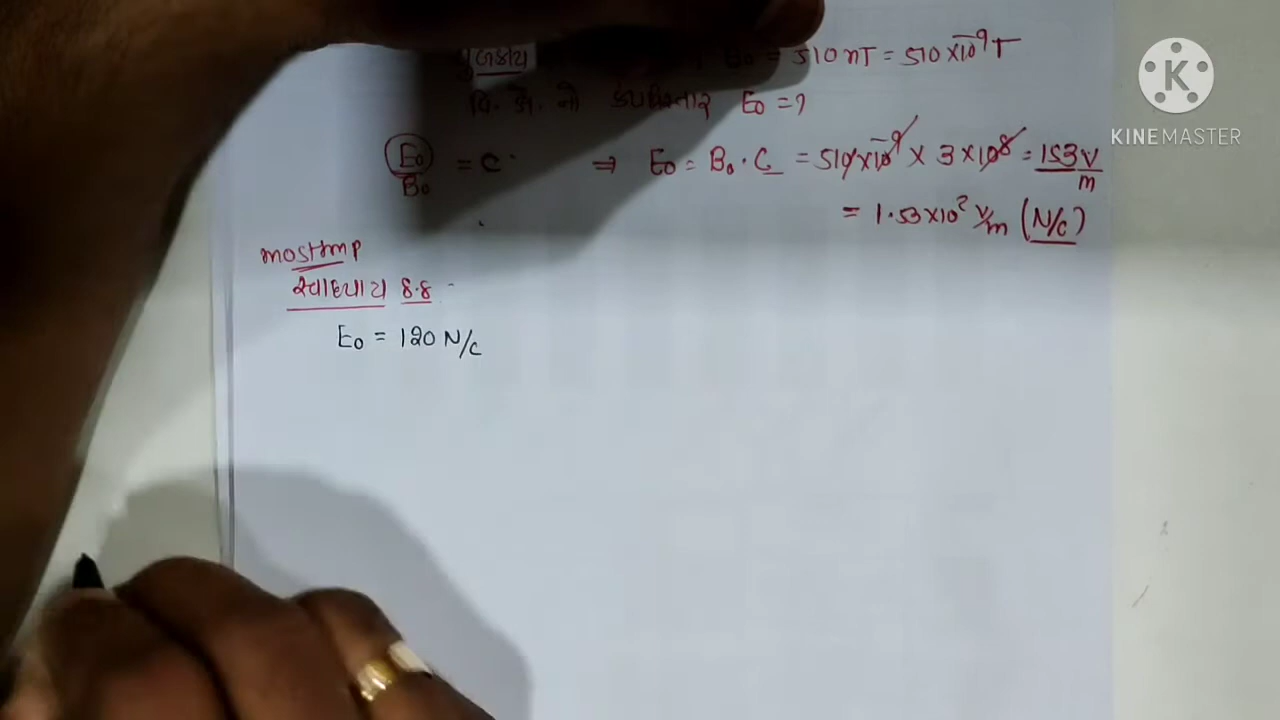 B₀ = 510 nT = 510 × 10⁻⁹ T
વિ. ક્ષે. નો કંપવિસ્તાર E₀ = ?
E₀/B₀ = C ⇒ E₀ = B₀ · C = 510 × 10⁻⁹ × 3 × 10⁸ = 153 V/m
= 1.53 × 10² V/m (N/C)
most Imp
સ્વાધ્યાય 8.8
E₀ = 120 N/C
K
KINEMASTER